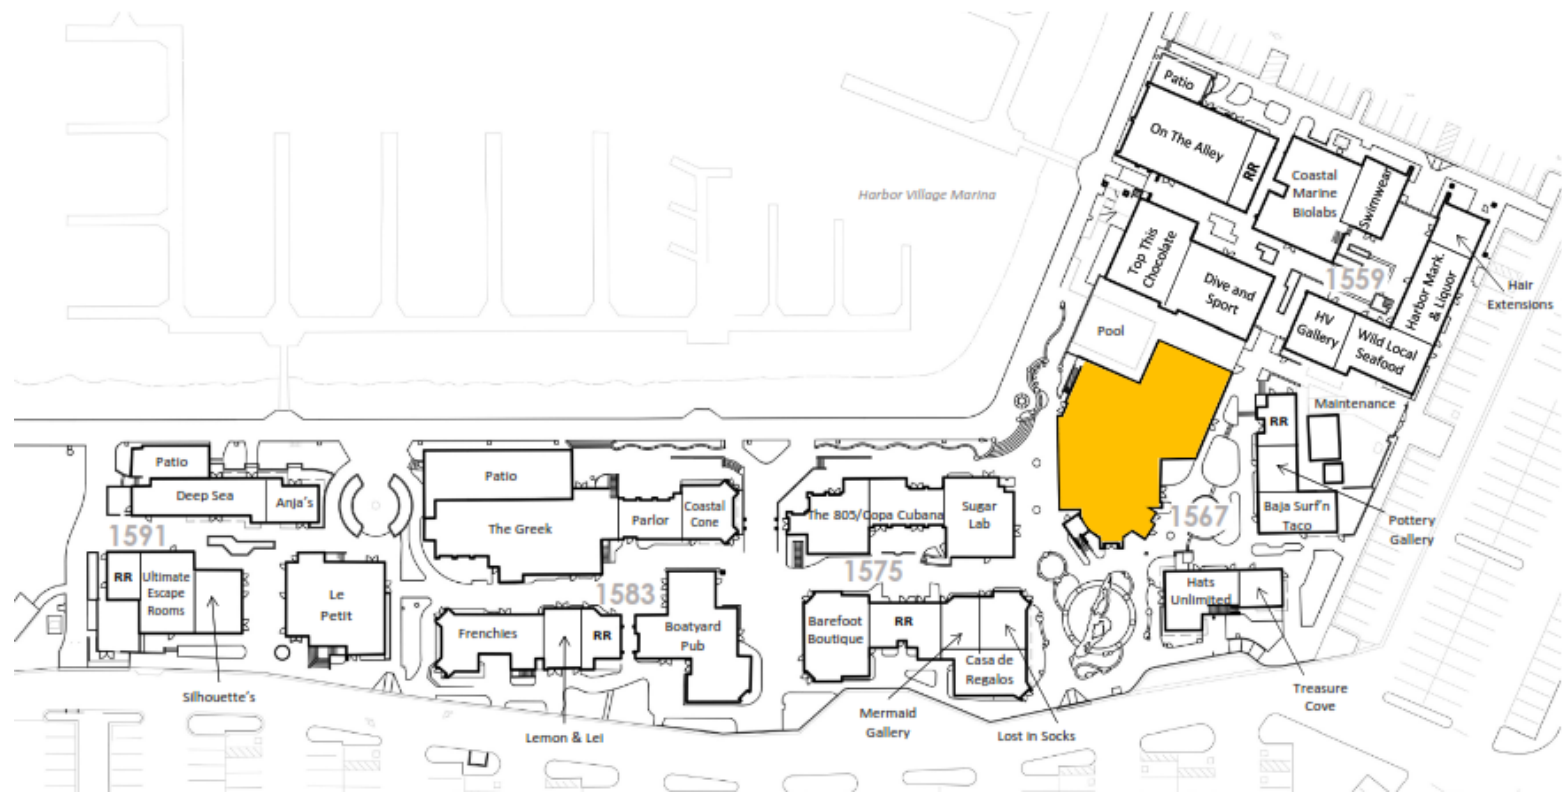 Patio
On The Alley
RR
Coastal
Marine
Biolabs
Swimwear
Harbor Village Marina
Top This
Chocolate
Dive and
Sport
1559
Harbor Mark.
& Liquor
Hair
Extensions
HV
Gallery
Wild Local
Seafood
Pool
Maintenance
RR
Patio
Deep Sea
Anja's
Patio
The Greek
Parlor
Coastal
Cone
The 805/Copa Cubana
Sugar
Lab
1567
Baja Surf'n
Taco
Pottery
Gallery
1591
RR
Ultimate
Escape
Rooms
Le
Petit
1583
1575
Hats
Unlimited
Frenchies
RR
Boatyard
Pub
Barefoot
Boutique
RR
Casa de
Regalos
Silhouette's
Lemon & Lei
Mermaid
Gallery
Lost in Socks
Treasure
Cove